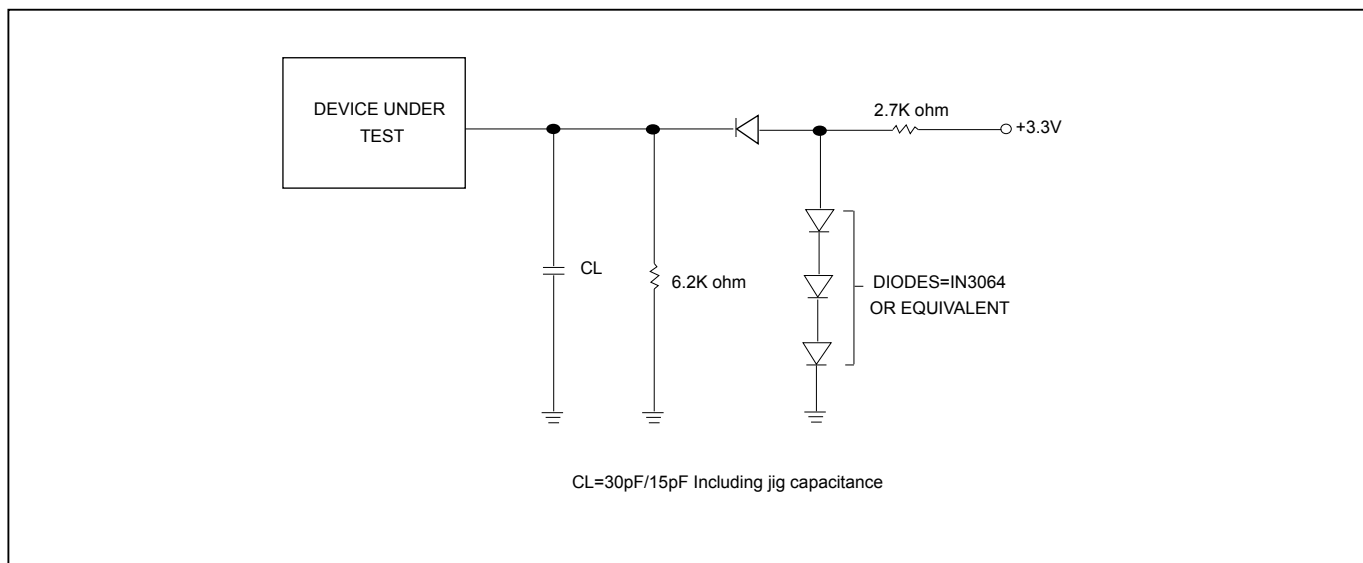 DEVICE UNDER
TEST
2.7K ohm
+3.3V
CL
6.2K ohm
DIODES=IN3064
OR EQUIVALENT
CL=30pF/15pF Including jig capacitance